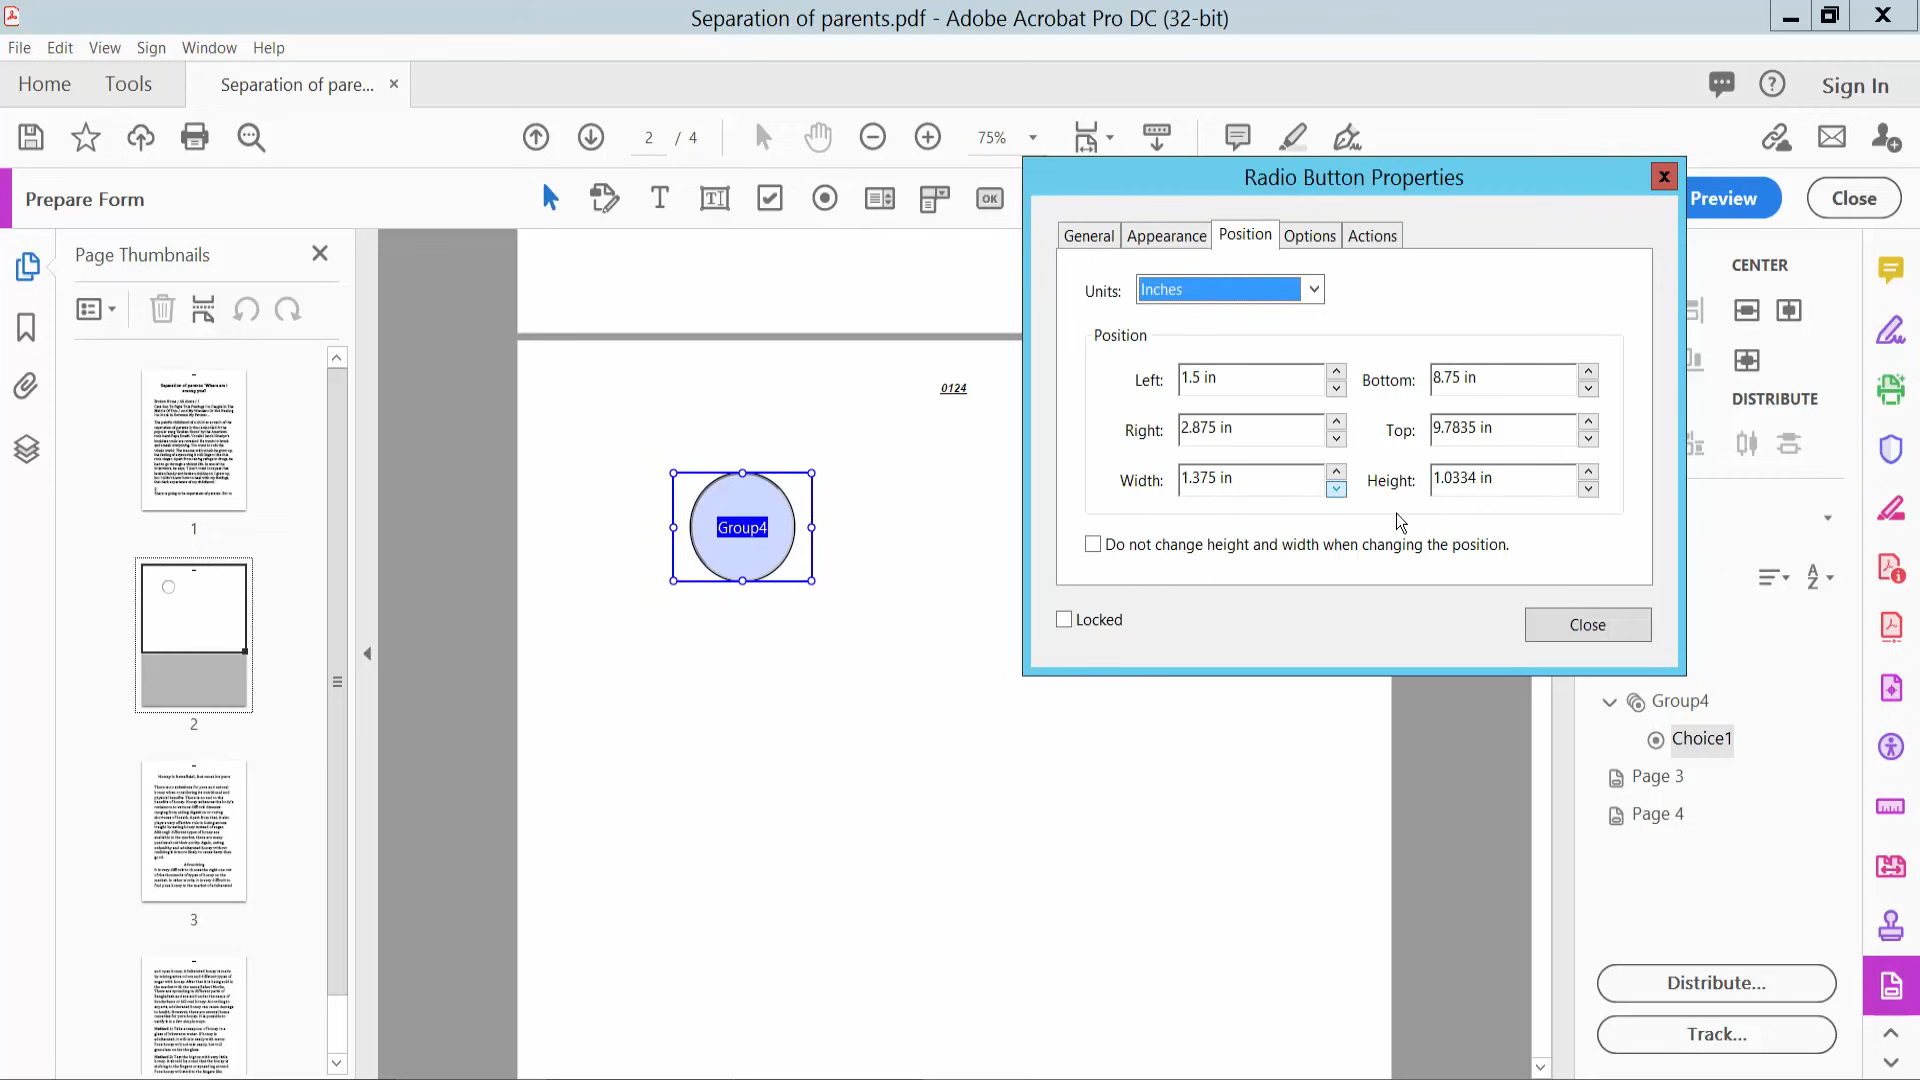 Separation of parents.pdf - Adobe Acrobat Pro DC (32-bit)
File Edit View Sign Window Help
Home Tools Separation of pare... × Sign In
2 / 4 75%
Prepare Form OK Preview Close
Page Thumbnails
1
2
3
0124
Group4
Radio Button Properties
General Appearance Position Options Actions
Units: Inches
Position
Left: 1.5 in Bottom: 8.75 in
Right: 2.875 in Top: 9.7835 in
Width: 1.375 in Height: 1.0334 in
Do not change height and width when changing the position.
Locked Close
CENTER
DISTRIBUTE
Group4
Choice1
Page 3
Page 4
Distribute...
Track...